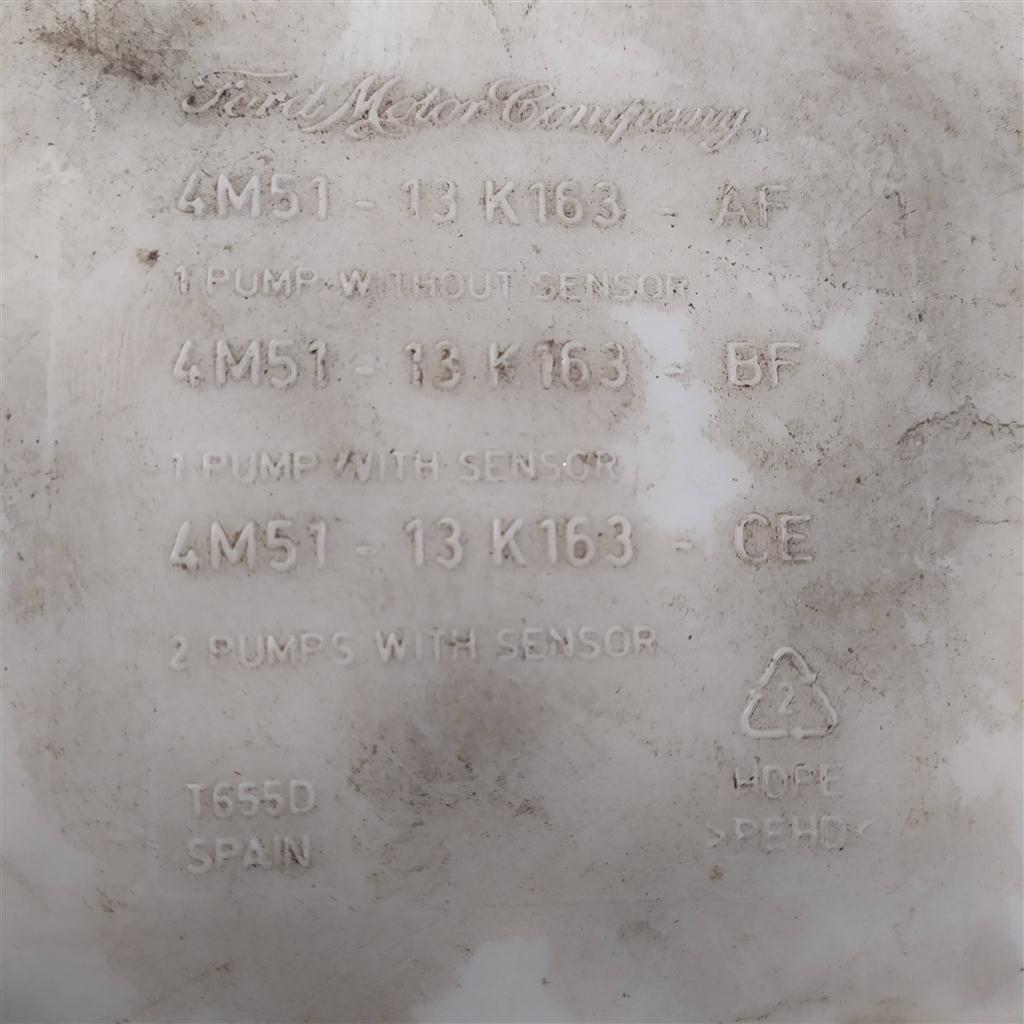 Ford Motor Company,
4M51 - 13 K163 - AF
1 PUMP WITHOUT SENSOR
4M51 - 13 K163 - BF
1 PUMP WITH SENSOR
4M51 - 13 K163 - CE
2 PUMPS WITH SENSOR
2
T655D
HDPE
SPAIN
>PEHD<